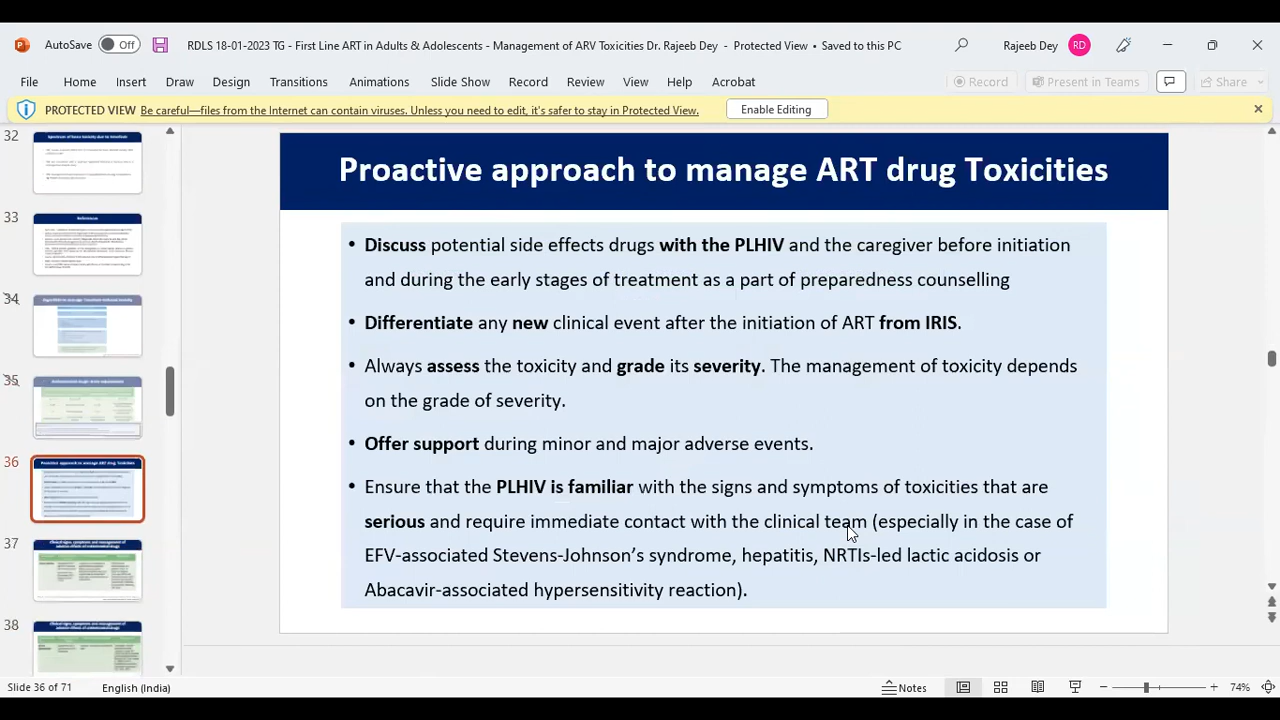 AutoSave Off RDLS 18-01-2023 TG - First Line ART in Adults & Adolescents - Management of ARV Toxicities Dr. Rajeeb Dey - Protected View • Saved to this PC Rajeeb Dey RD
File Home Insert Draw Design Transitions Animations Slide Show Record Review View Help Acrobat Record Present in Teams Share
PROTECTED VIEW Be careful—files from the Internet can contain viruses. Unless you need to edit, it's safer to stay in Protected View. Enable Editing
32
33
References
34
35
36
Proactive approach to manage ART drug Toxicities
37
38
Proactive approach to manage ART drug Toxicities
• Discuss potential side effects drugs with the PLHIV and the caregiver before initiation
and during the early stages of treatment as a part of preparedness counselling
• Differentiate any new clinical event after the initiation of ART from IRIS.
• Always assess the toxicity and grade its severity. The management of toxicity depends
on the grade of severity.
• Offer support during minor and major adverse events.
• Ensure that the PLHIV is familiar with the signs and symptoms of toxicities that are
serious and require immediate contact with the clinical team (especially in the case of
EFV-associated Stevens-Johnson's syndrome, hepatitis, NRTIs-led lactic acidosis or
Abacavir-associated hypersensitivity reaction).
Slide 36 of 71 English (India) Notes 74%